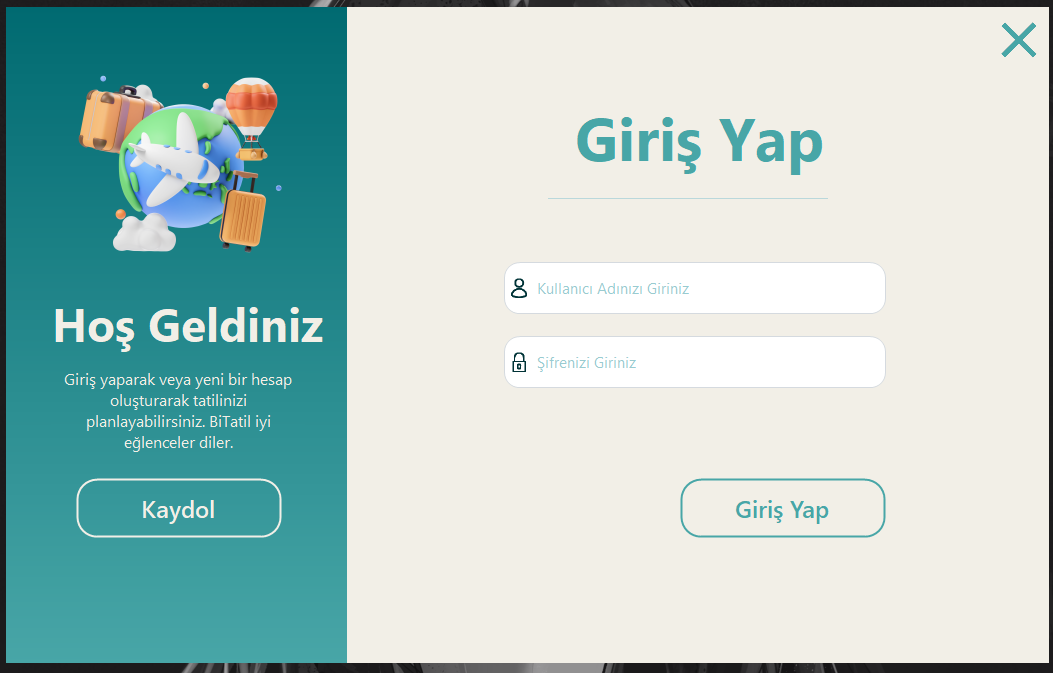 Hoş Geldiniz
Giriş yaparak veya yeni bir hesap
oluşturarak tatilinizi
planlayabilirsiniz. BiTatil iyi
eğlenceler diler.
Kaydol
Giriş Yap
Kullanıcı Adınızı Giriniz
Şifrenizi Giriniz
Giriş Yap